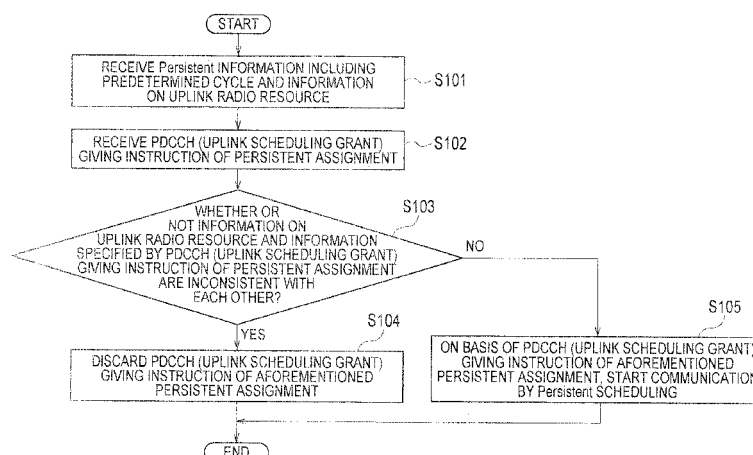 START
RECEIVE Persistent INFORMATION INCLUDING
PREDETERMINED CYCLE AND INFORMATION
ON UPLINK RADIO RESOURCE
S101
RECEIVE PDCCH (UPLINK SCHEDULING GRANT)
GIVING INSTRUCTION OF PERSISTENT ASSIGNMENT
S102
WHETHER OR
NOT INFORMATION ON
UPLINK RADIO RESOURCE AND INFORMATION
SPECIFIED BY PDCCH (UPLINK SCHEDULING GRANT)
GIVING INSTRUCTION OF PERSISTENT ASSIGNMENT
ARE INCONSISTENT WITH
EACH OTHER?
S103
NO
YES
S104
DISCARD PDCCH (UPLINK SCHEDULING GRANT)
GIVING INSTRUCTION OF AFOREMENTIONED
PERSISTENT ASSIGNMENT
S105
ON BASIS OF PDCCH (UPLINK SCHEDULING GRANT)
GIVING INSTRUCTION OF AFOREMENTIONED
PERSISTENT ASSIGNMENT, START COMMUNICATION
BY Persistent SCHEDULING
END